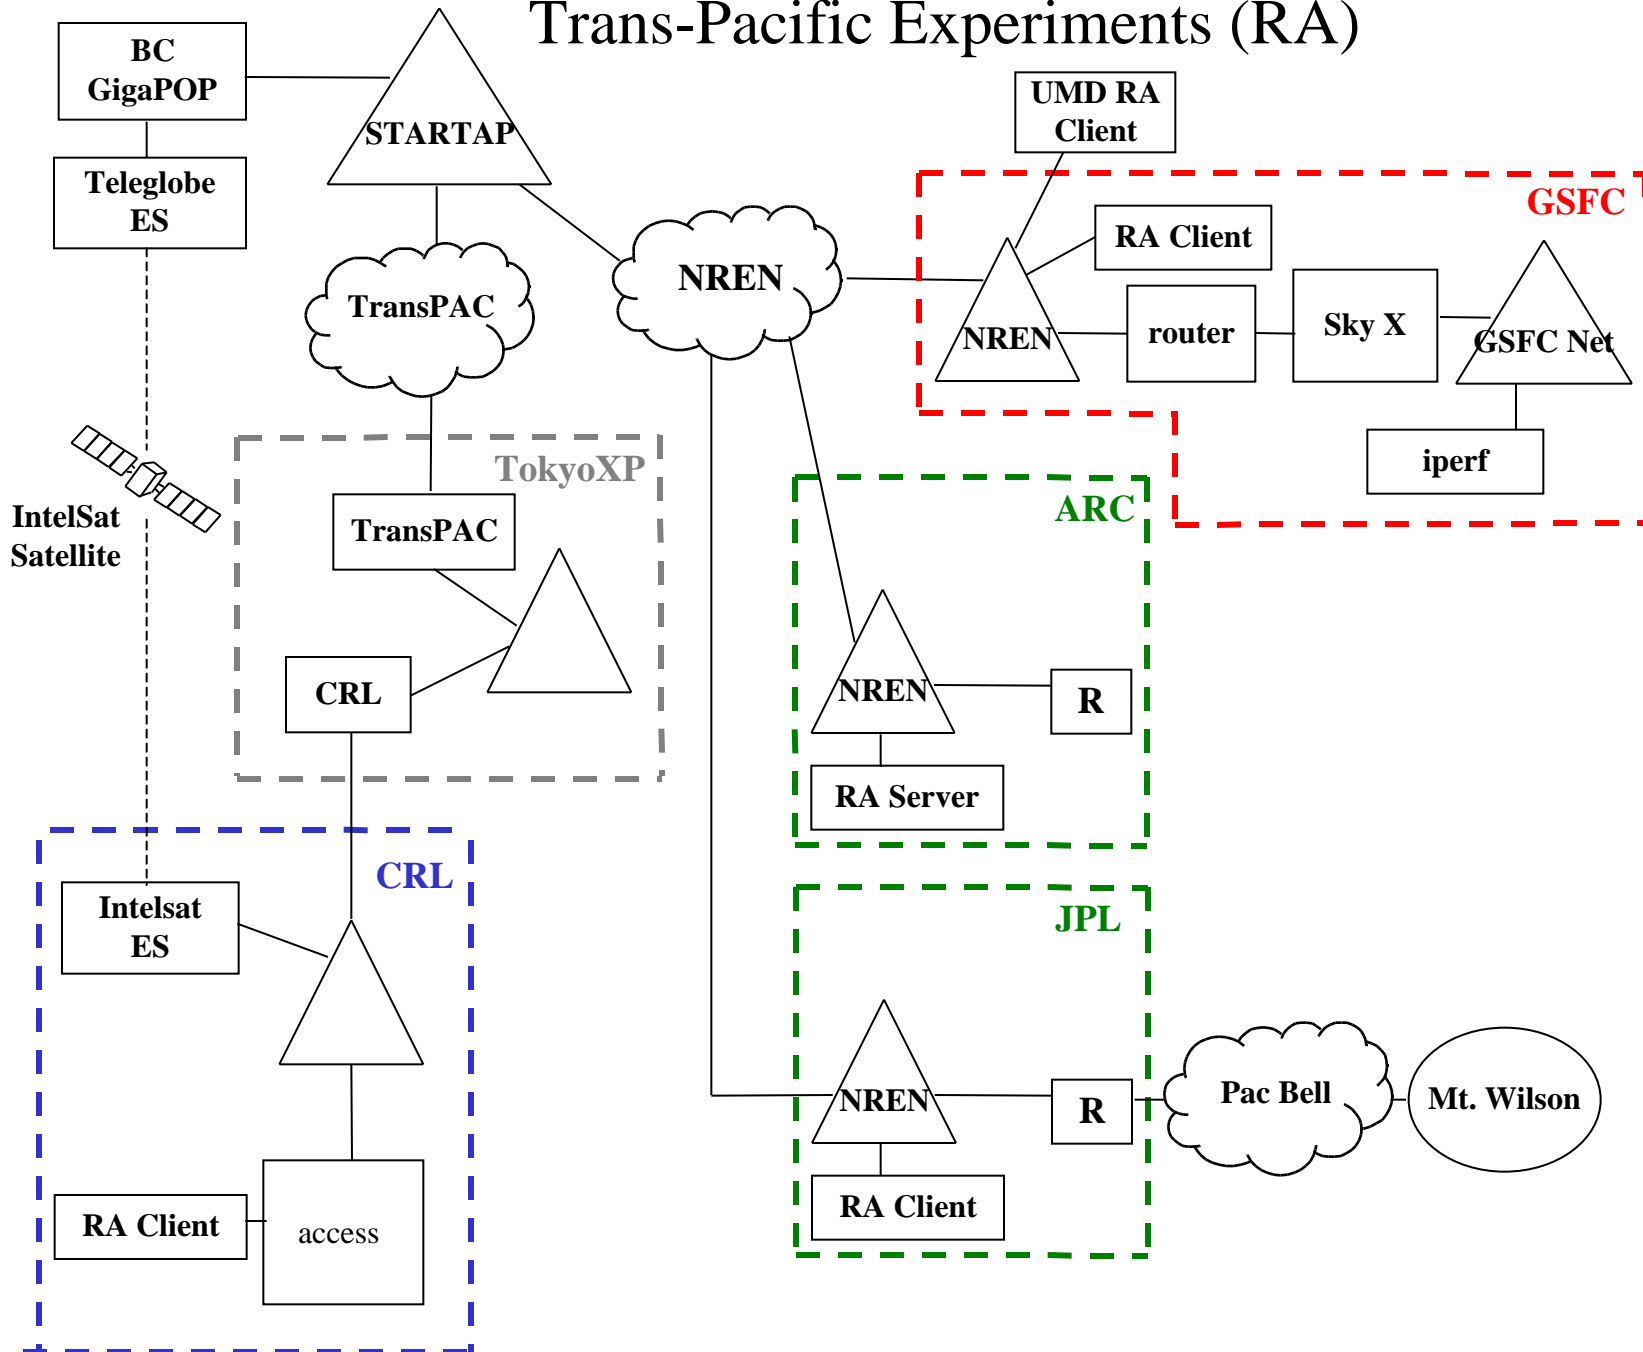 Trans-Pacific Experiments (RA)
BC
GigaPOP
STARTAP
UMD RA
Client
Teleglobe
ES
GSFC
RA Client
NREN
TransPAC
NREN
router
Sky X
GSFC Net
iperf
TokyoXP
IntelSat
Satellite
TransPAC
ARC
CRL
NREN
R
RA Server
CRL
Intelsat
ES
JPL
NREN
R
Pac Bell
Mt. Wilson
RA Client
RA Client
access